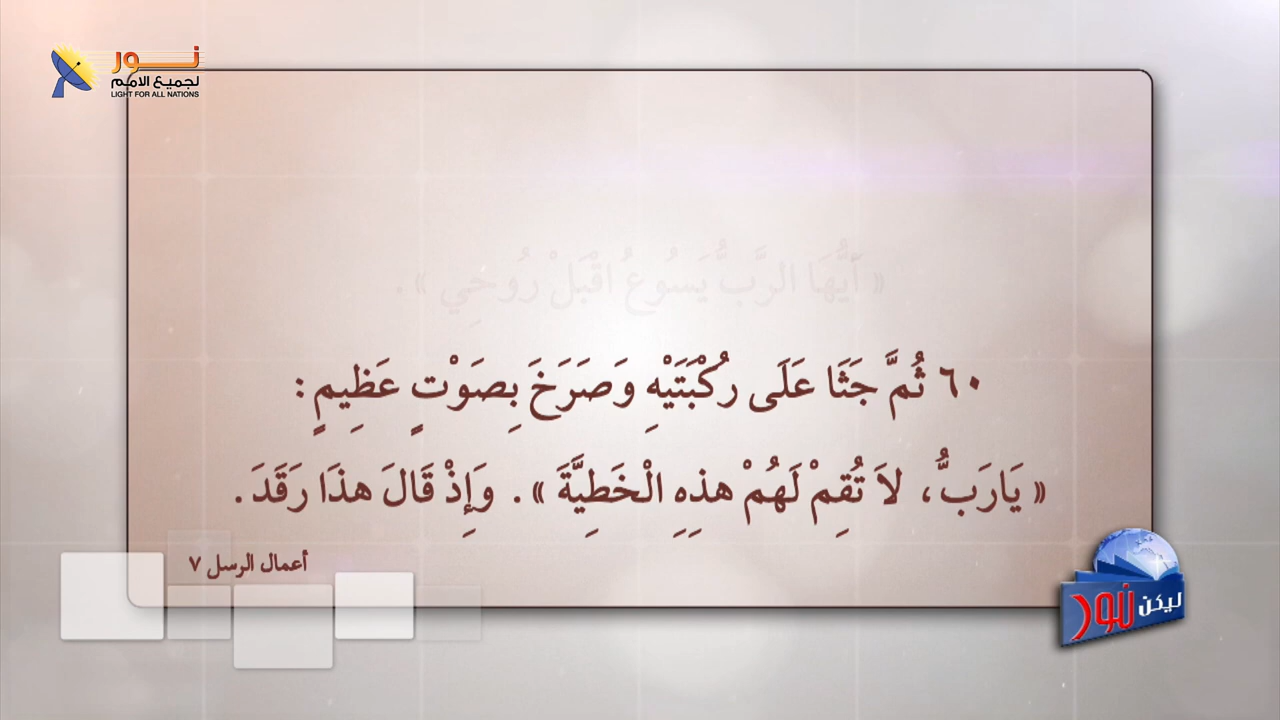 نور
لجميع الامم
LIGHT FOR ALL NATIONS
« أَيُّهَا الرَّبُّ يَسُوعُ اقْبَلْ رُوحِي » .
٦٠ ثُمَّ جَثَا عَلَى رُكْبَتَيْهِ وَصَرَخَ بِصَوْتٍ عَظِيمٍ :
« يَارَبُّ، لاَ تُقِمْ لَهُمْ هذِهِ الْخَطِيَّةَ » . وَإِذْ قَالَ هذَا رَقَدَ .
أعمال الرسل ٧
ليكن نور